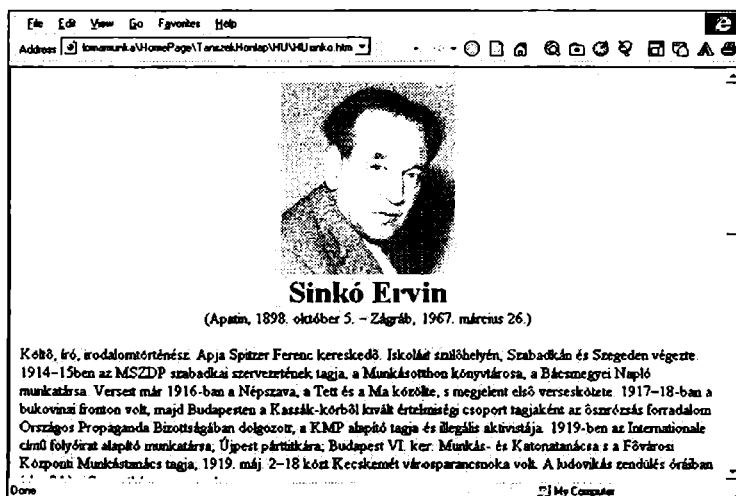 File Edit View Go Favorites Help
Address tomamunka\HomePage\TanszekHonlap\HU\HUsinko.htm
Sinkó Ervin
(Apatin, 1898. október 5. – Zágráb, 1967. március 26.)
Költő, író, irodalomtörténész. Apja Spitzer Ferenc kereskedő. Iskoláit szülőhelyén, Szabadkán és Szegeden végezte.
1914–15ben az MSZDP szabadkai szervezetének tagja, a Munkásotthon könyvtárosa, a Bácsmegyei Napló
munkatársa. Verseit már 1916-ban a Népszava, a Tett és a Ma közölte, s megjelent első verseskötete. 1917–18-ban a
bukovinai fronton volt, majd Budapesten a Kassák-körből kivált értelmiségi csoport tagjaként az őszirózsás forradalom
Országos Propaganda Bizottságában dolgozott, a KMP alapító tagja és illegális aktivistája. 1919-ben az Internationale
című folyóirat alapító munkatársa; Újpest párttitkára; Budapest VI. ker. Munkás- és Katonatanácsa s a Fővárosi
Központi Munkástanács tagja, 1919. máj. 2–18 közt Kecskemét városparancsnoka volt. A ludovikás zendülés óráiban
Done My Computer